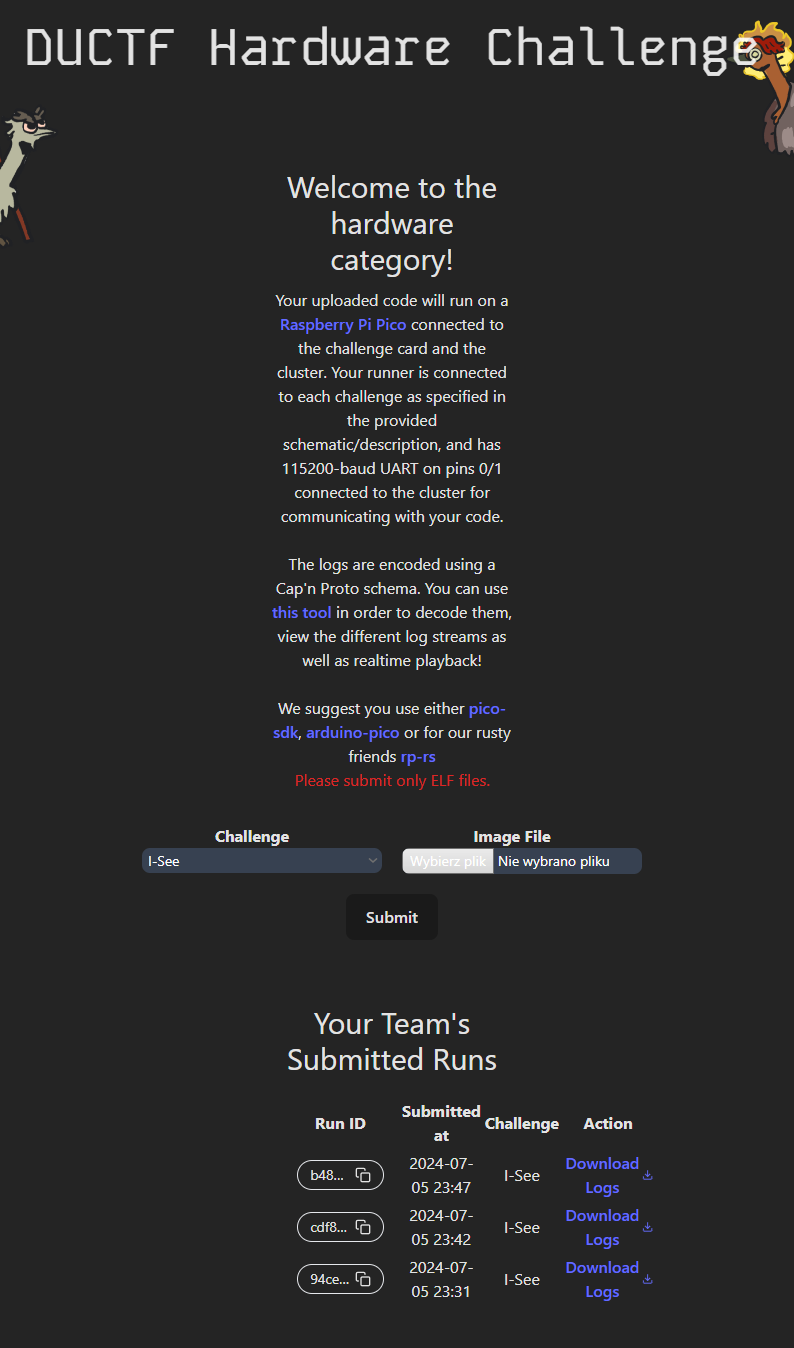 DUCTF Hardware Challenge
Welcome to the
hardware
category!
Your uploaded code will run on a
Raspberry Pi Pico connected to
the challenge card and the
cluster. Your runner is connected
to each challenge as specified in
the provided
schematic/description, and has
115200-baud UART on pins 0/1
connected to the cluster for
communicating with your code.
The logs are encoded using a
Cap'n Proto schema. You can use
this tool in order to decode them,
view the different log streams as
well as realtime playback!
We suggest you use either pico-
sdk, arduino-pico or for our rusty
friends rp-rs
Please submit only ELF files.
Challenge
I-See
Image File
Wybierz plik Nie wybrano pliku
Submit
Your Team's
Submitted Runs
Run ID Submitted at Challenge Action
b48... 2024-07-
05 23:47 I-See Download
Logs
cdf8... 2024-07-
05 23:42 I-See Download
Logs
94ce... 2024-07-
05 23:31 I-See Download
Logs